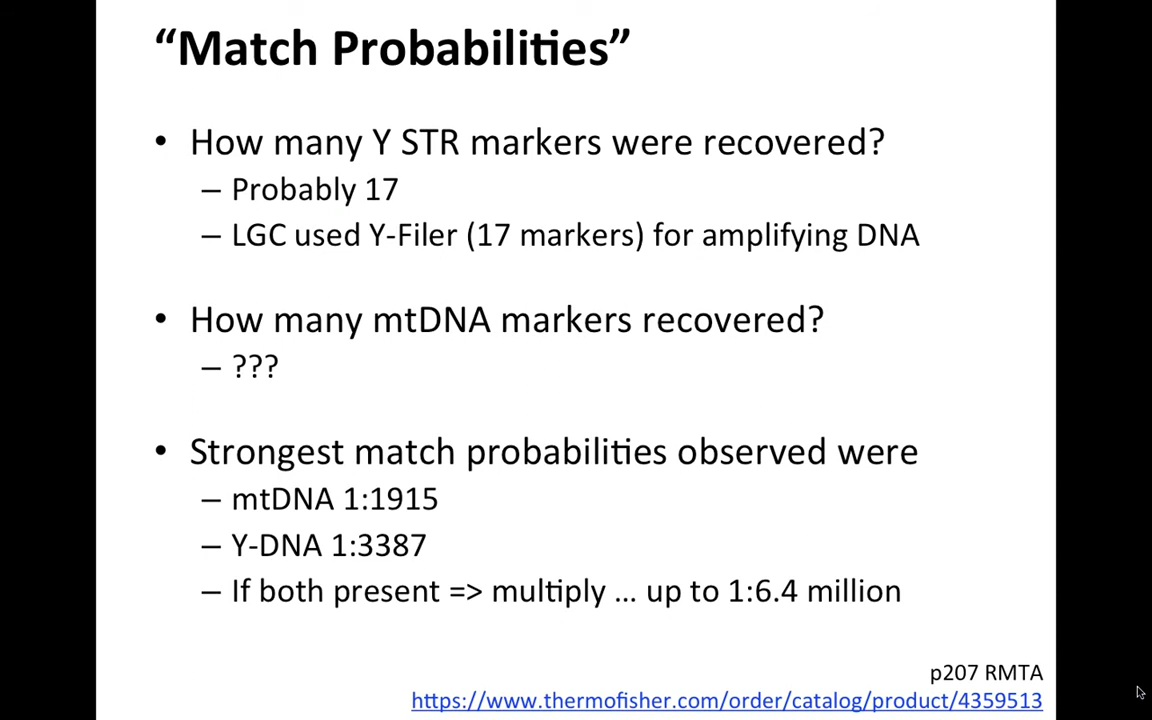 “Match Probabilities”
• How many Y STR markers were recovered?
– Probably 17
– LGC used Y-Filer (17 markers) for amplifying DNA
• How many mtDNA markers recovered?
– ???
• Strongest match probabilities observed were
– mtDNA 1:1915
– Y-DNA 1:3387
– If both present => multiply … up to 1:6.4 million
p207 RMTA
https://www.thermofisher.com/order/catalog/product/4359513